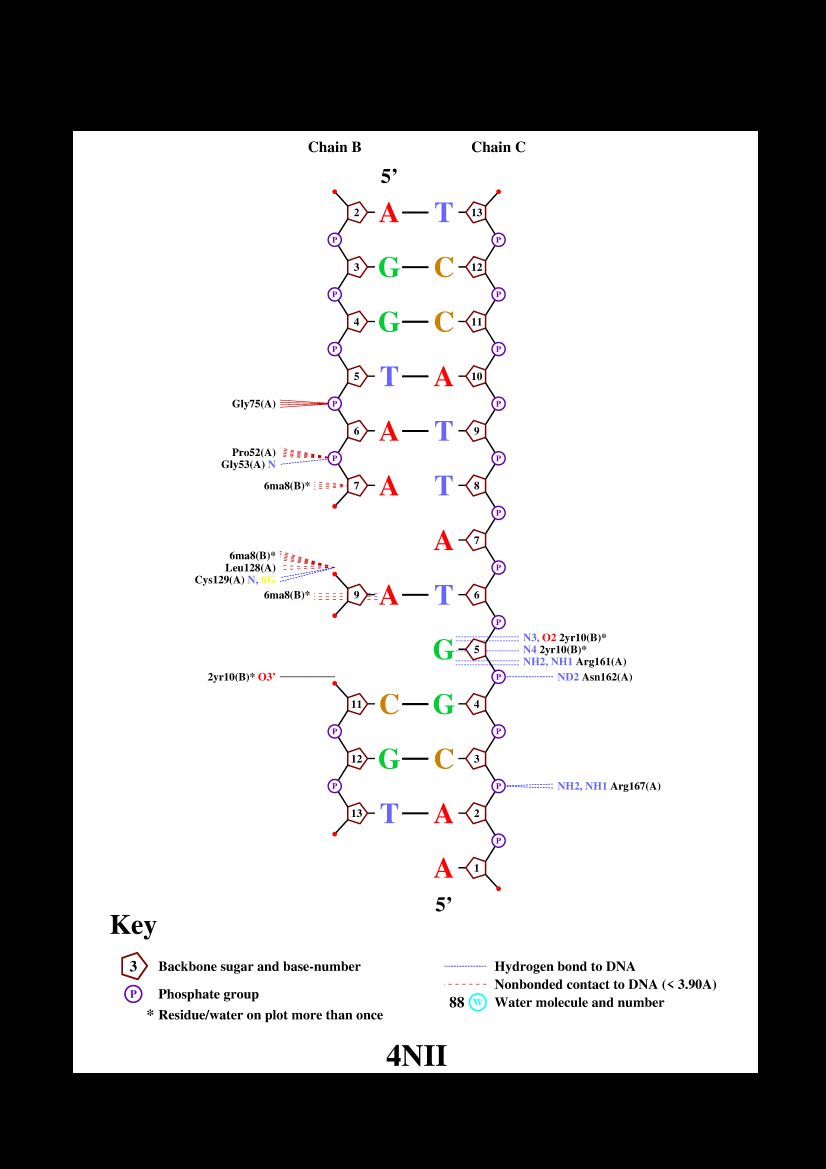 Chain B Chain C
5’
2 A T 13
P P
3 G C 12
P P
4 G C 11
P P
5 T A 10
Gly75(A) P P
6 A T 9
Pro52(A)
Gly53(A) N P P
6ma8(B)* 7 A T 8
P
A 7
6ma8(B)*
Leu128(A) P
Cys129(A) N, SG
6ma8(B)* 9 A T 6
P
N3, O2 2yr10(B)*
G 5 N4 2yr10(B)*
NH2, NH1 Arg161(A)
2yr10(B)* O3’ P ND2 Asn162(A)
11 C G 4
P P
12 G C 3
P P NH2, NH1 Arg167(A)
13 T A 2
P
A 1
5’
Key
3 Backbone sugar and base-number
P Phosphate group
* Residue/water on plot more than once
Hydrogen bond to DNA
Nonbonded contact to DNA (< 3.90A)
88 W Water molecule and number
4NII